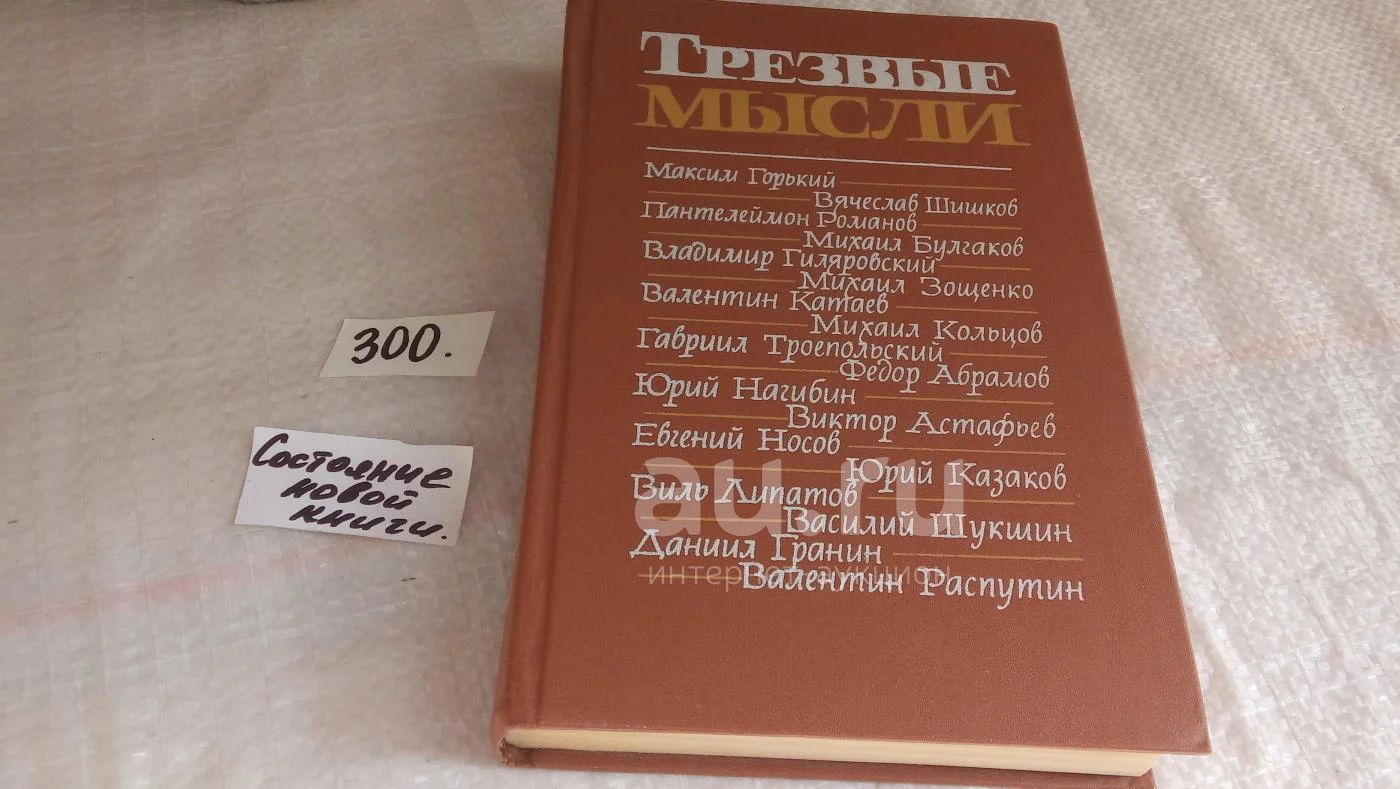 ТРЕЗВЫЕ
МЫСЛИ
Максим Горький
Вячеслав Шишков
Пантелеймон Романов
Михаил Булгаков
Владимир Гиляровский
Михаил Зощенко
Валентин Катаев
Михаил Кольцов
Гавриил Троепольский
Федор Абрамов
Юрий Нагибин
Виктор Астафьев
Евгений Носов
Юрий Казаков
Виль Липатов
Василий Шукшин
Даниил Гранин
Валентин Распутин
300.
Состояние
новой
книги.
au.ru
интернет-аукцион